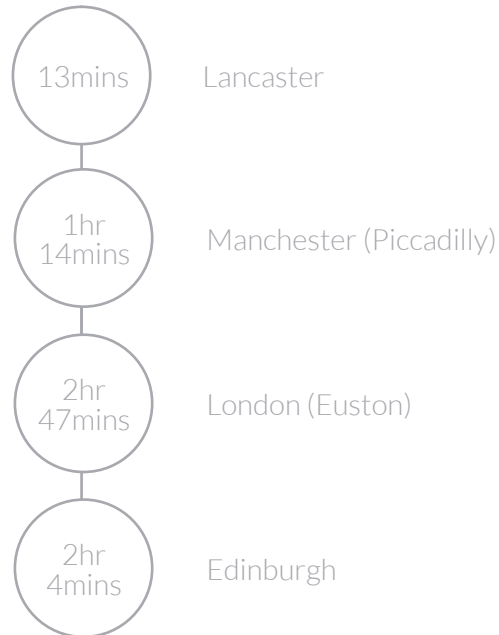 13mins
Lancaster
1hr
14mins
Manchester (Piccadilly)
2hr
47mins
London (Euston)
2hr
4mins
Edinburgh